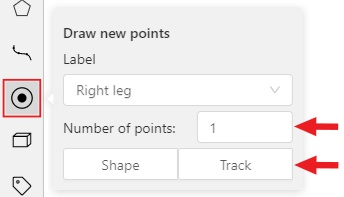 Draw new points
Label
Right leg
Number of points: 1
Shape Track